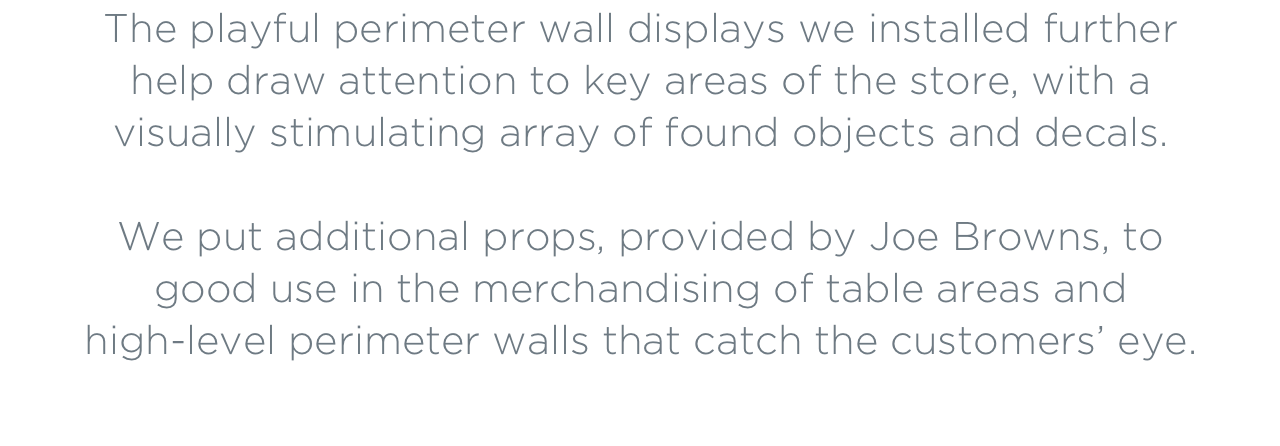 The playful perimeter wall displays we installed further
help draw attention to key areas of the store, with a
visually stimulating array of found objects and decals.
We put additional props, provided by Joe Browns, to
good use in the merchandising of table areas and
high-level perimeter walls that catch the customers’ eye.